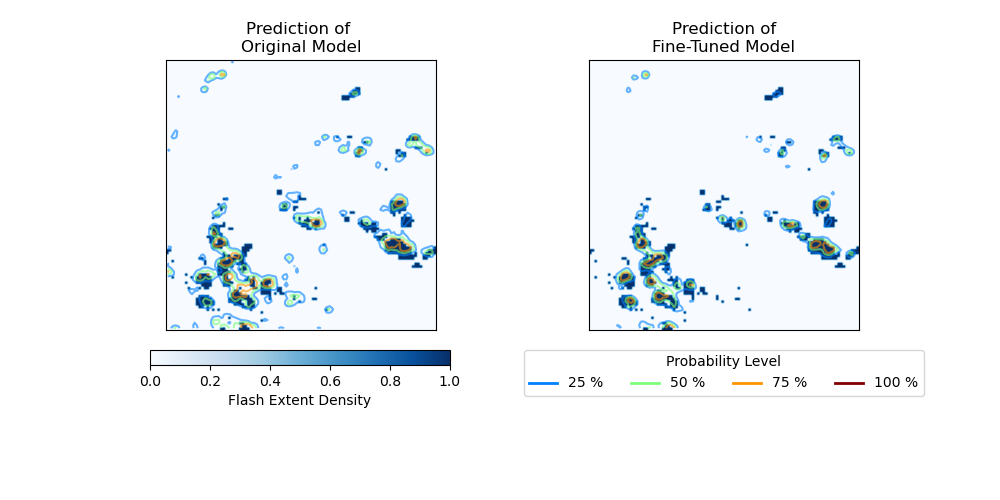 Prediction of
Original Model
Prediction of
Fine-Tuned Model
0.0 0.2 0.4 0.6 0.8 1.0
Flash Extent Density
Probability Level
25 % 50 % 75 % 100 %